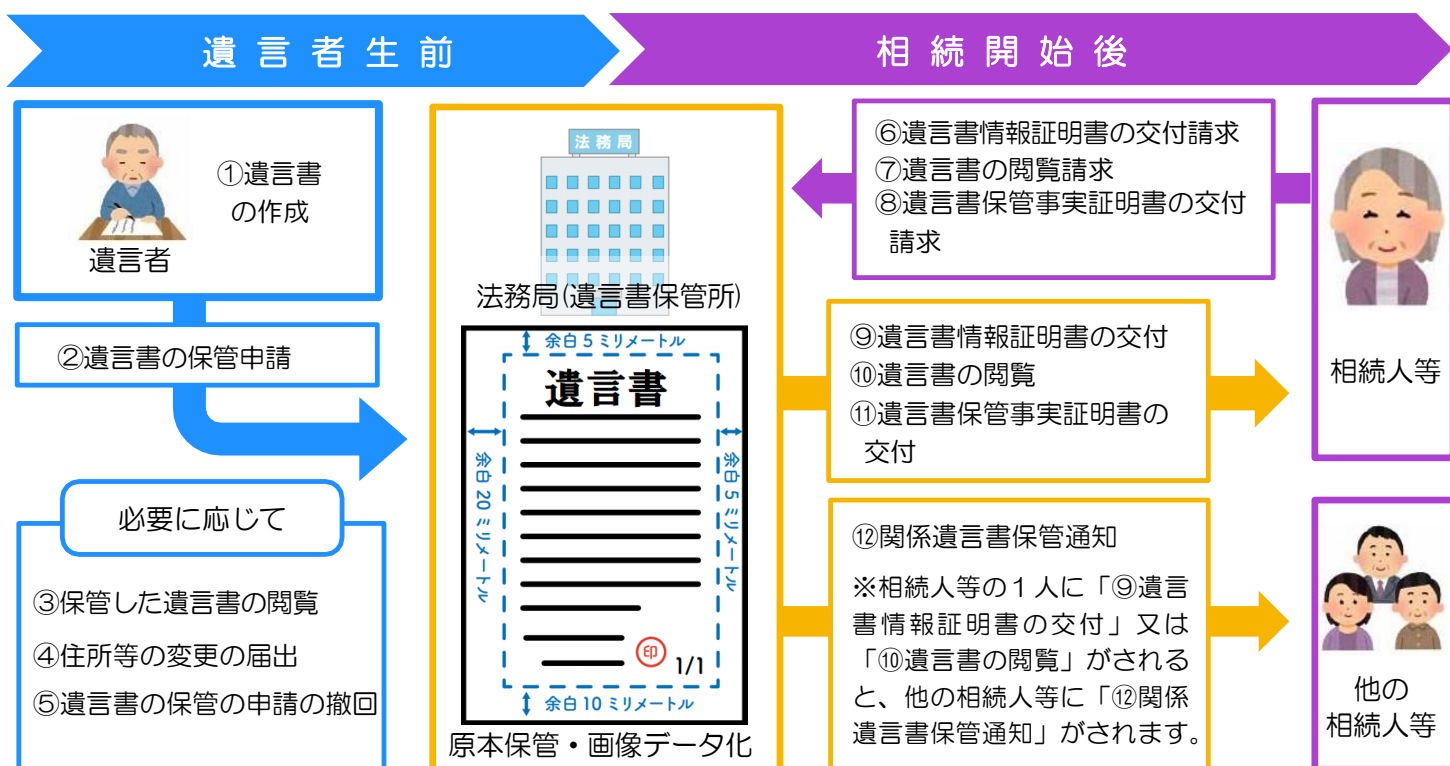 遺言者生前
相続開始後
①遺言書
の作成
遺言者
②遺言書の保管申請
必要に応じて
③保管した遺言書の閲覧
④住所等の変更の届出
⑤遺言書の保管の申請の撤回
法務局
法務局(遺言書保管所)
余白5ミリメートル
遺言書
余白20ミリメートル
余白5ミリメートル
印
1/1
余白10ミリメートル
原本保管・画像データ化
⑥遺言書情報証明書の交付請求
⑦遺言書の閲覧請求
⑧遺言書保管事実証明書の交付
請求
⑨遺言書情報証明書の交付
⑩遺言書の閲覧
⑪遺言書保管事実証明書の
交付
相続人等
⑫関係遺言書保管通知
※相続人等の１人に「⑨遺言
書情報証明書の交付」又は
「⑩遺言書の閲覧」がされる
と、他の相続人等に「⑫関係
遺言書保管通知」がされます。
他の
相続人等